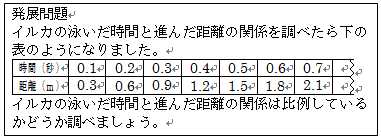 発展問題
イルカの泳いだ時間と進んだ距離の関係を調べたら下の
表のようになりました。
時間(秒) 0.1 0.2 0.3 0.4 0.5 0.6 0.7
距離(m) 0.3 0.6 0.9 1.2 1.5 1.8 2.1
イルカの泳いだ時間と進んだ距離の関係は比例している
かどうか調べましょう。